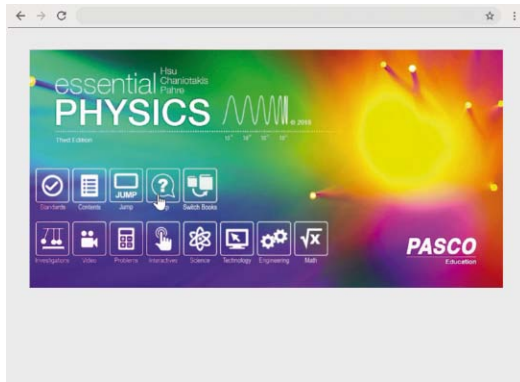 essential
Hsu
Chaniotakis
Pahre
PHYSICS
© 2015
Third Edition
Standards
Contents
JUMP
Jump
?
Switch Books
Investigations
Video
Problems
Interactives
Science
Technology
Engineering
√x
Math
PASCO
Education